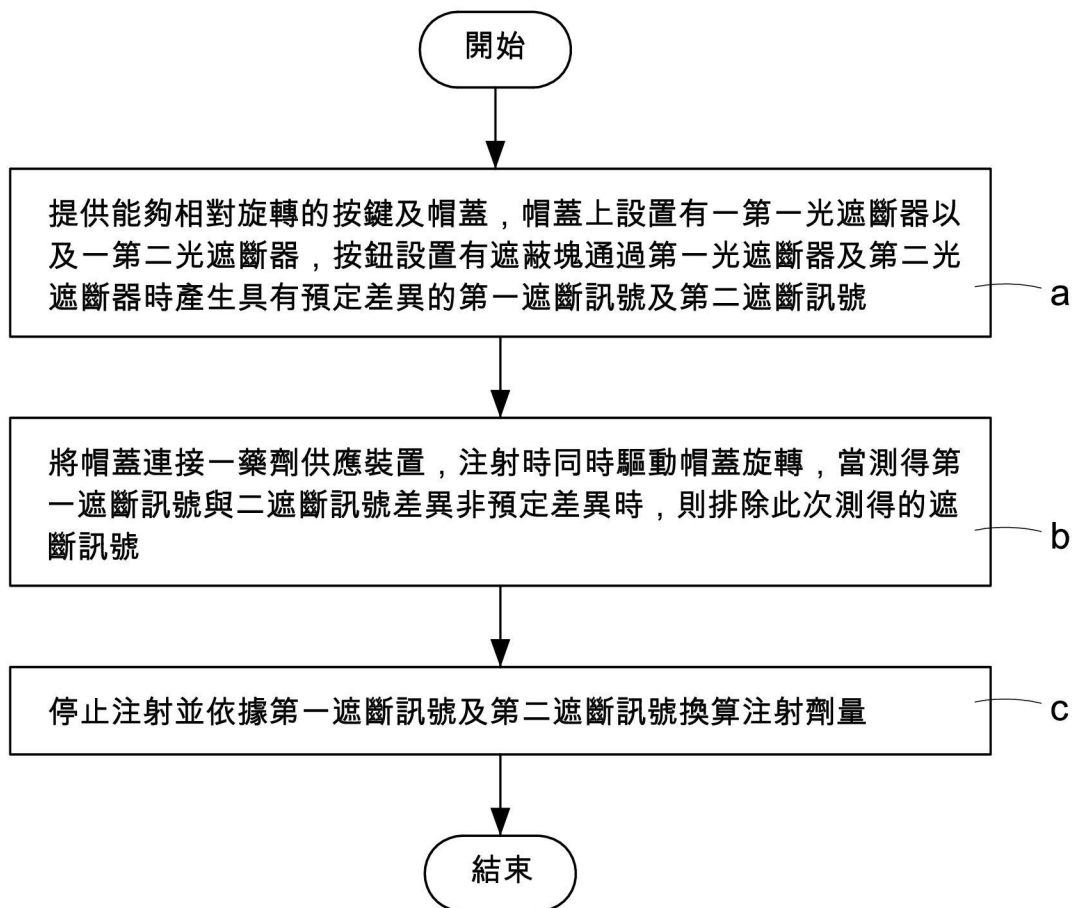 開始
提供能夠相對旋轉的按鍵及帽蓋，帽蓋上設置有一第一光遮斷器以
及一第二光遮斷器，按鈕設置有遮蔽塊通過第一光遮斷器及第二光
遮斷器時產生具有預定差異的第一遮斷訊號及第二遮斷訊號
a
將帽蓋連接一藥劑供應裝置，注射時同時驅動帽蓋旋轉，當測得第
一遮斷訊號與二遮斷訊號差異非預定差異時，則排除此次測得的遮
斷訊號
b
停止注射並依據第一遮斷訊號及第二遮斷訊號換算注射劑量
c
結束